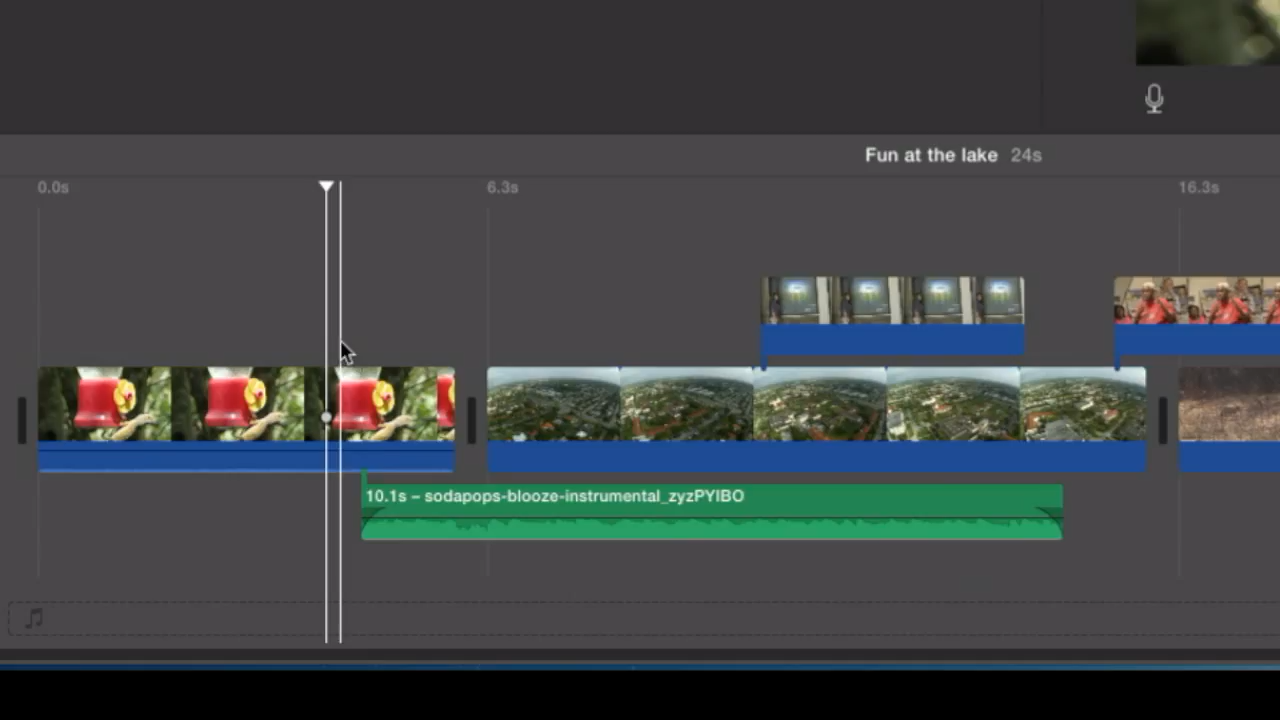 Fun at the lake 24s
0.0s 6.3s 16.3s
10.1s – sodapops-blooze-instrumental_zyzPYIBO